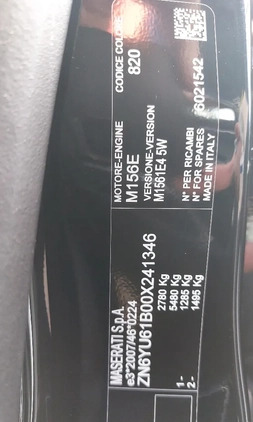 MASERATI S.p.A.
e3*2007/46*0224
ZN6YU61B00X241346
2780 Kg
5480 Kg
1- 1285 Kg
2- 1495 Kg
MOTORE-ENGINE
M156E
VERSIONE-VERSION
M1561E4 5W
N° PER RICAMBI
N° FOR SPARES
MADE IN ITALY
CODICE COLORE
820
6021542